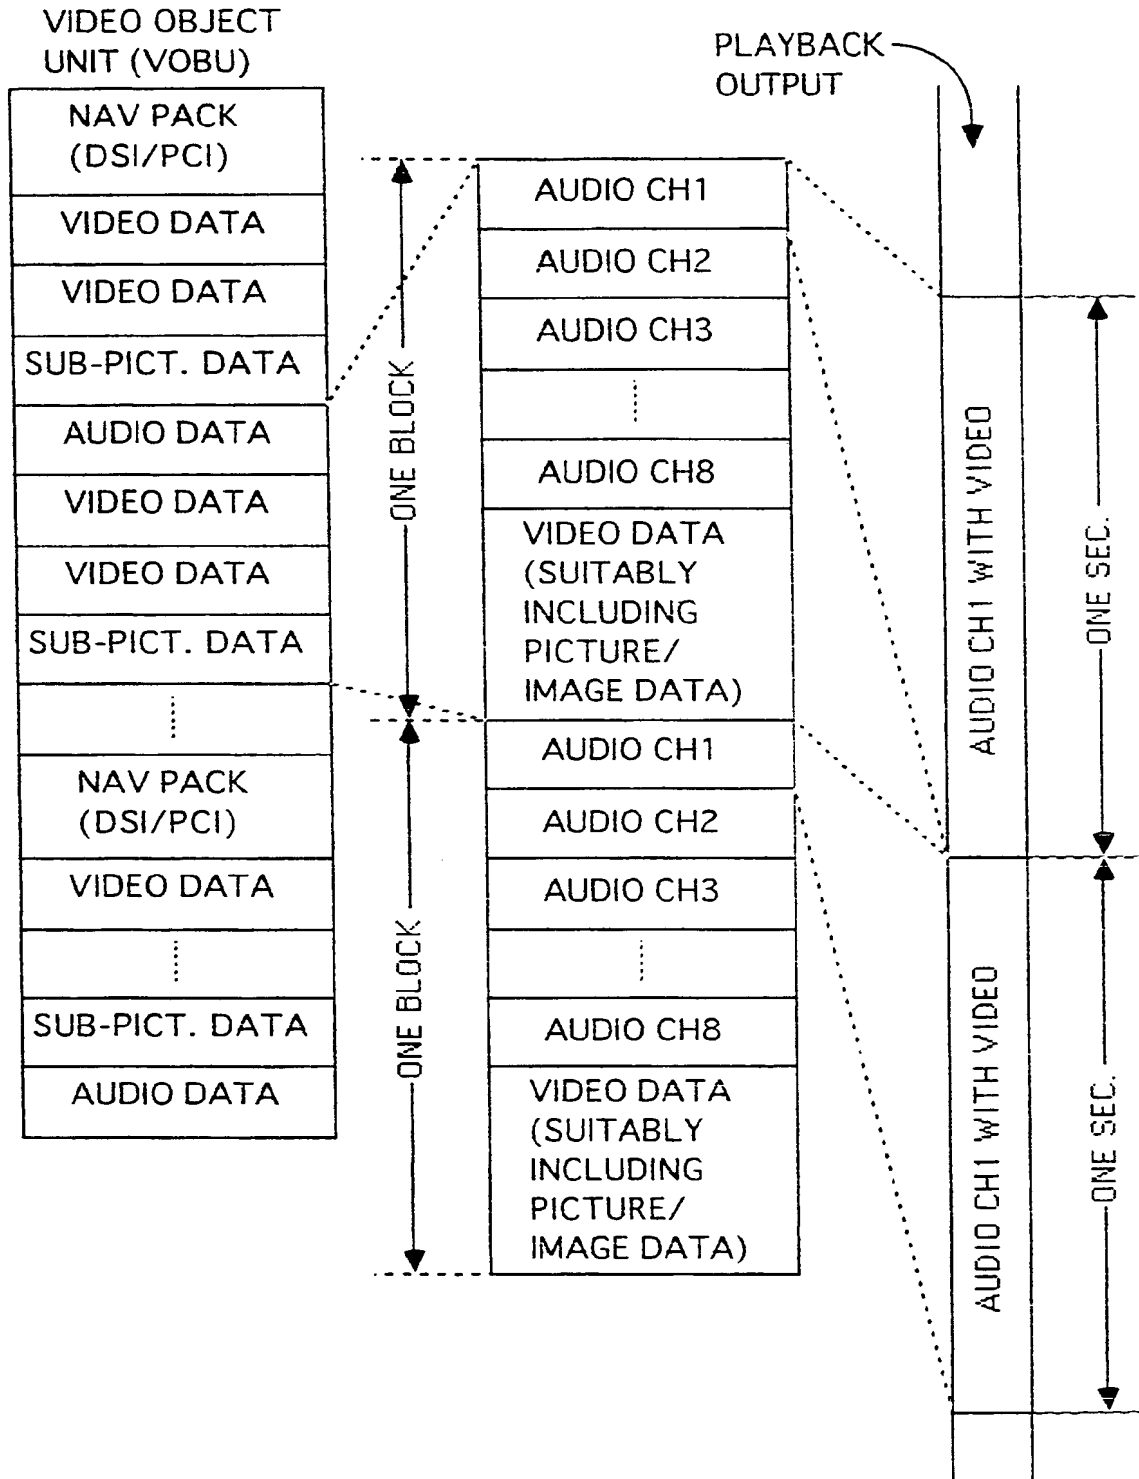 VIDEO OBJECT
UNIT (VOBU)
NAV PACK
(DSI/PCI)
VIDEO DATA
VIDEO DATA
SUB-PICT. DATA
AUDIO DATA
VIDEO DATA
VIDEO DATA
SUB-PICT. DATA
NAV PACK
(DSI/PCI)
VIDEO DATA
SUB-PICT. DATA
AUDIO DATA
ONE BLOCK
ONE BLOCK
AUDIO CH1
AUDIO CH2
AUDIO CH3
AUDIO CH8
VIDEO DATA
(SUITABLY
INCLUDING
PICTURE/
IMAGE DATA)
AUDIO CH1
AUDIO CH2
AUDIO CH3
AUDIO CH8
VIDEO DATA
(SUITABLY
INCLUDING
PICTURE/
IMAGE DATA)
PLAYBACK
OUTPUT
AUDIO CH1 WITH VIDEO
ONE SEC.
AUDIO CH1 WITH VIDEO
ONE SEC.